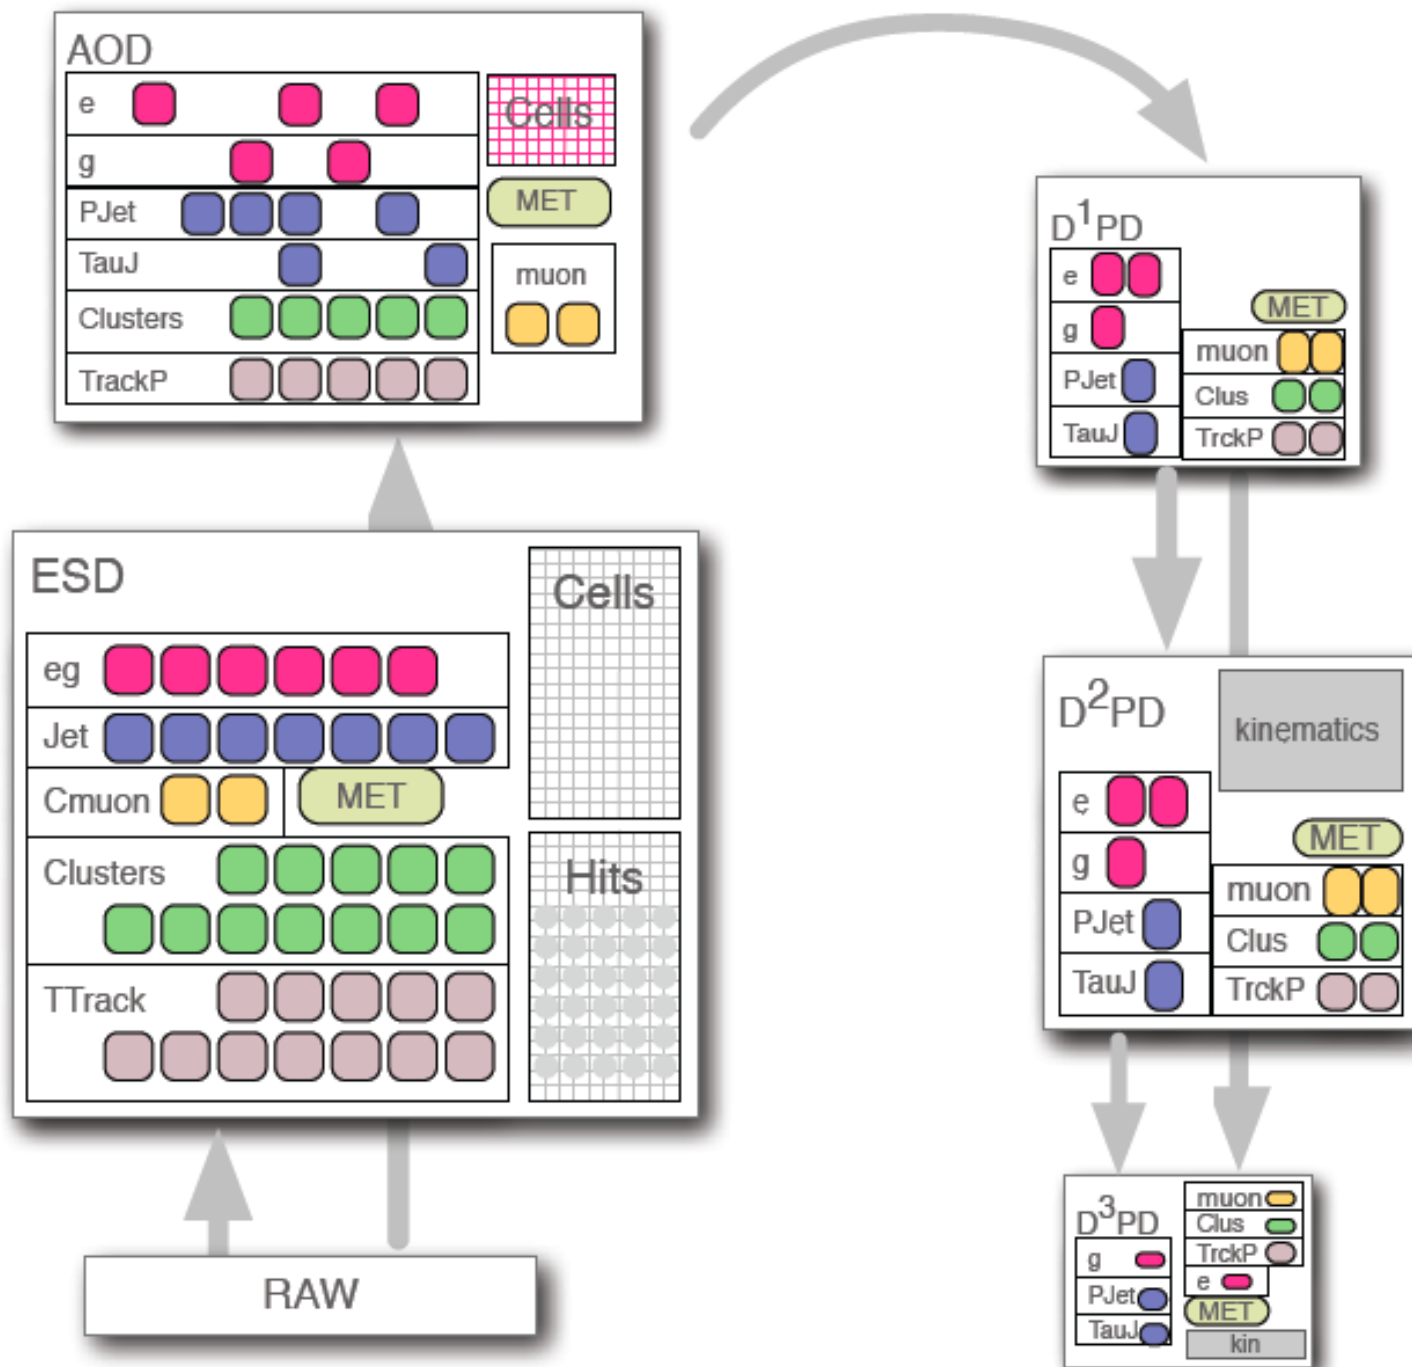 AOD
e
g
PJet
TauJ
Clusters
TrackP
Cells
MET
muon
ESD
eg
Jet
Cmuon
MET
Clusters
TTrack
Cells
Hits
RAW
D¹PD
e
g
PJet
TauJ
MET
muon
Clus
TrckP
D²PD
kinematics
e
g
PJet
TauJ
MET
muon
Clus
TrckP
D³PD
g
PJet
TauJ
muon
Clus
TrckP
e
MET
kin